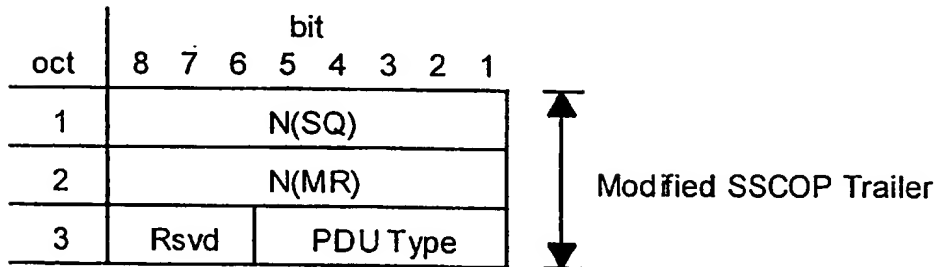 bit
oct 8 7 6 5 4 3 2 1
1 N(SQ)
2 N(MR) Modified SSCOP Trailer
3 Rsvd PDU Type